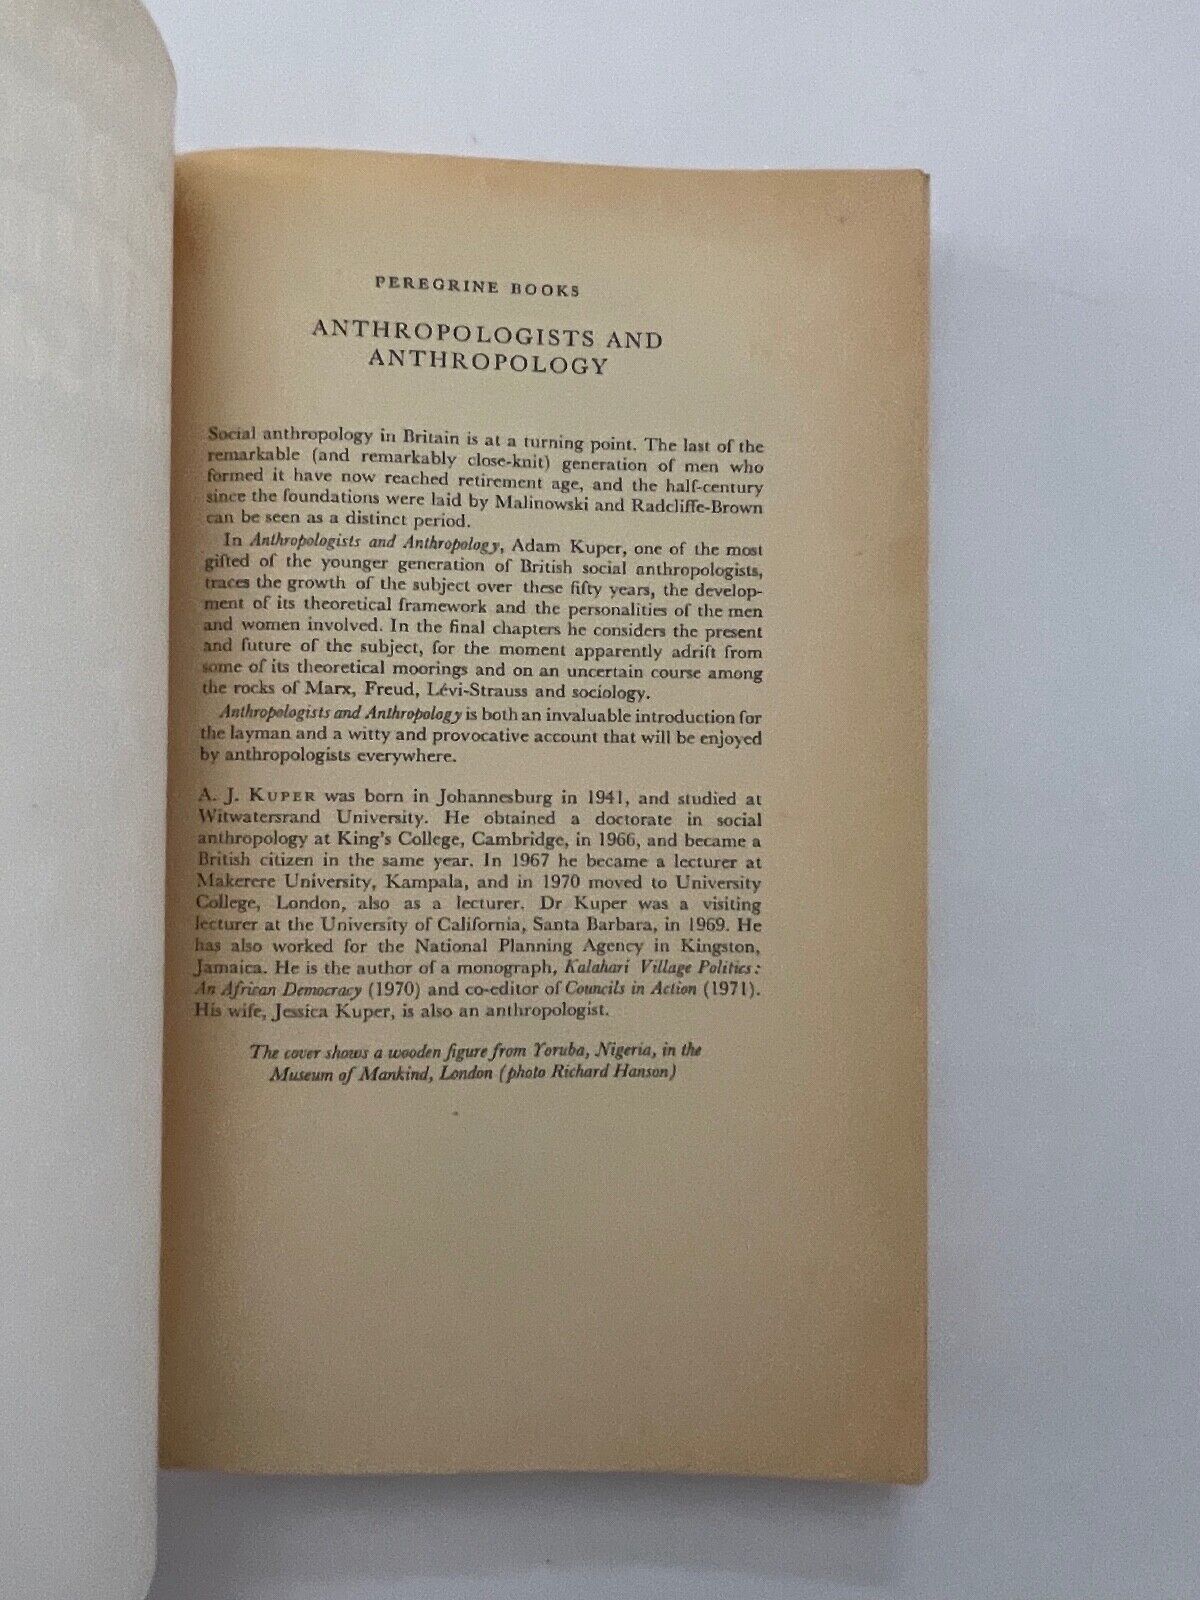 PEREGRINE BOOKS
ANTHROPOLOGISTS AND
ANTHROPOLOGY
Social anthropology in Britain is at a turning point. The last of the
remarkable (and remarkably close-knit) generation of men who
formed it have now reached retirement age, and the half-century
since the foundations were laid by Malinowski and Radcliffe-Brown
can be seen as a distinct period.
In Anthropologists and Anthropology, Adam Kuper, one of the most
gifted of the younger generation of British social anthropologists,
traces the growth of the subject over these fifty years, the develop-
ment of its theoretical framework and the personalities of the men
and women involved. In the final chapters he considers the present
and future of the subject, for the moment apparently adrift from
some of its theoretical moorings and on an uncertain course among
the rocks of Marx, Freud, Lévi-Strauss and sociology.
Anthropologists and Anthropology is both an invaluable introduction for
the layman and a witty and provocative account that will be enjoyed
by anthropologists everywhere.
A. J. KUPER was born in Johannesburg in 1941, and studied at
Witwatersrand University. He obtained a doctorate in social
anthropology at King's College, Cambridge, in 1966, and became a
British citizen in the same year. In 1967 he became a lecturer at
Makerere University, Kampala, and in 1970 moved to University
College, London, also as a lecturer. Dr Kuper was a visiting
lecturer at the University of California, Santa Barbara, in 1969. He
has also worked for the National Planning Agency in Kingston,
Jamaica. He is the author of a monograph, Kalahari Village Politics:
An African Democracy (1970) and co-editor of Councils in Action (1971).
His wife, Jessica Kuper, is also an anthropologist.
The cover shows a wooden figure from Yoruba, Nigeria, in the
Museum of Mankind, London (photo Richard Hanson)